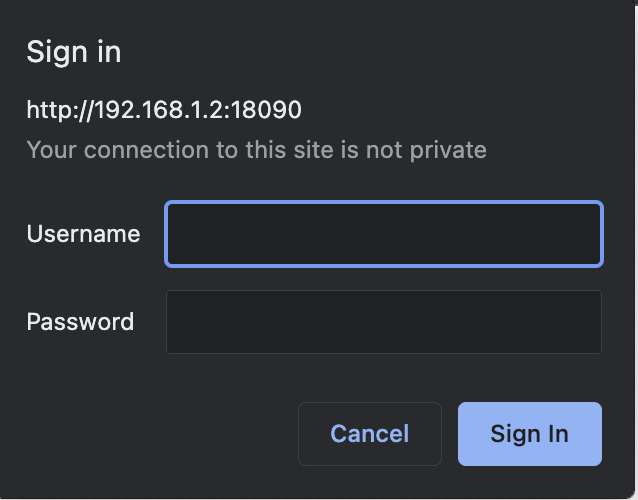 Sign in
http://192.168.1.2:18090
Your connection to this site is not private
Username
Password
Cancel
Sign In